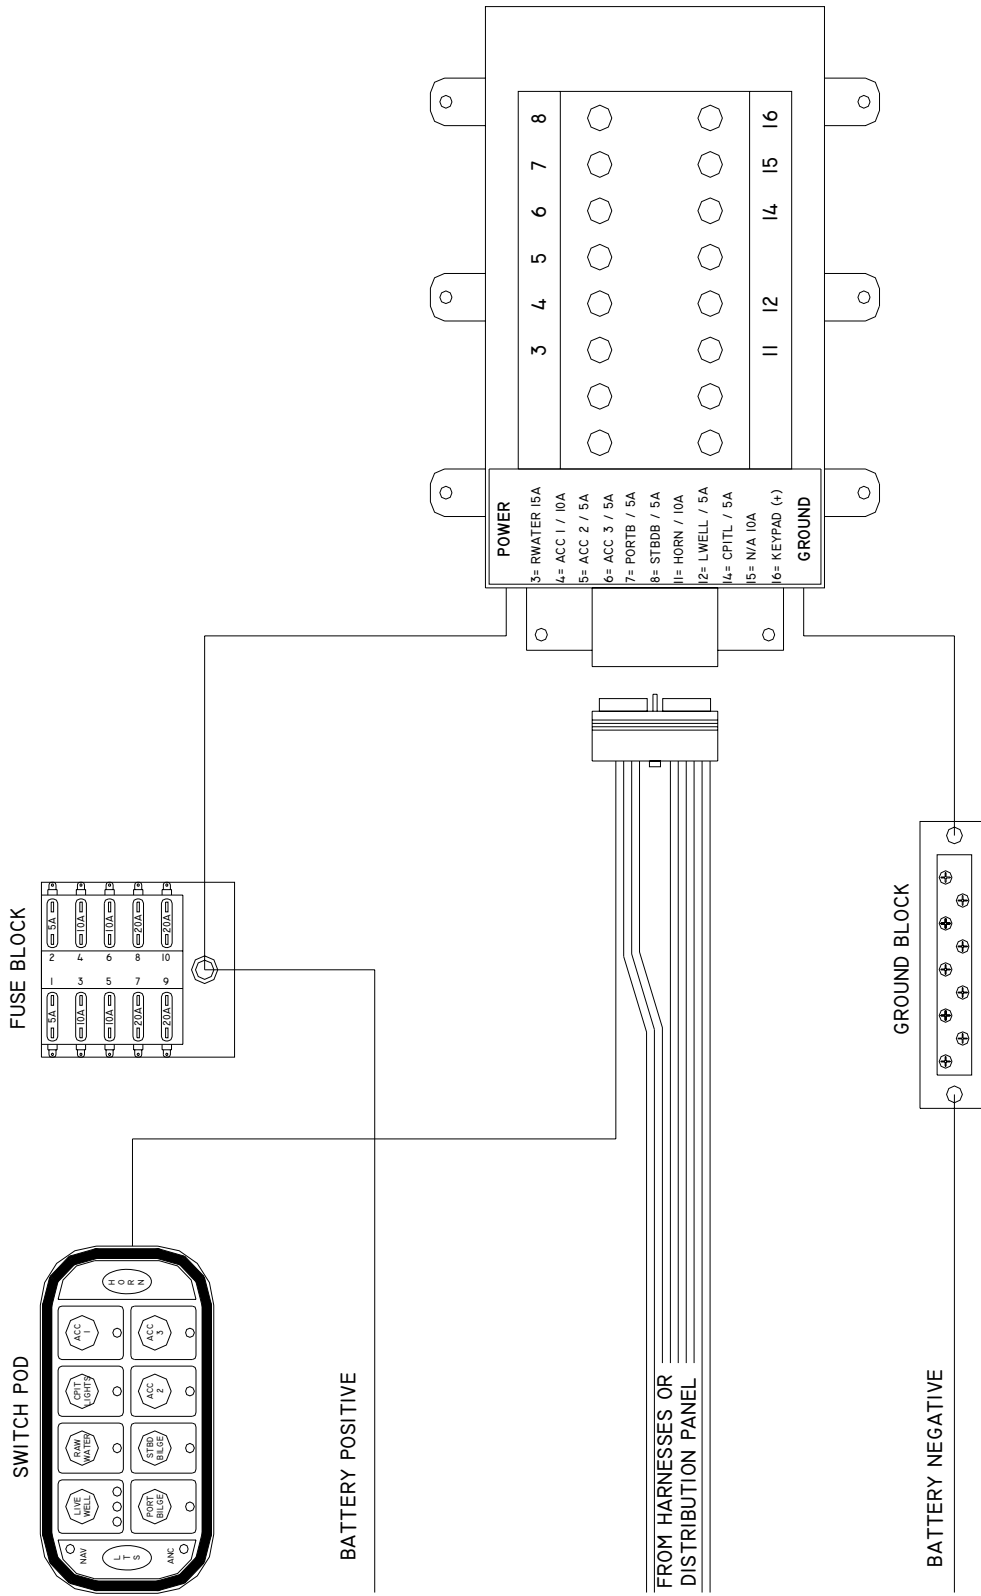 SWITCH POD
NAV
LTS
ANC
LIVE
WELL
RAW
WATER
CPIT
LIGHTS
ACC
1
PORT
BILGE
STBD
BILGE
ACC
2
ACC
3
HORN
FUSE BLOCK
5A
10A
10A
20A
20A
1
3
5
7
9
2
4
6
8
10
5A
10A
10A
20A
20A
BATTERY POSITIVE
FROM HARNESSES OR
DISTRIBUTION PANEL
BATTERY NEGATIVE
GROUND BLOCK
POWER
3= RWATER 15A
4= ACC 1 / 10A
5= ACC 2 / 5A
6= ACC 3 / 5A
7= PORTB / 5A
8= STBDB / 5A
11= HORN / 10A
12= LWELL / 5A
14= CPITL / 5A
15= N/A 10A
16= KEYPAD (+)
GROUND
3 4 5 6 7 8
11 12 14 15 16